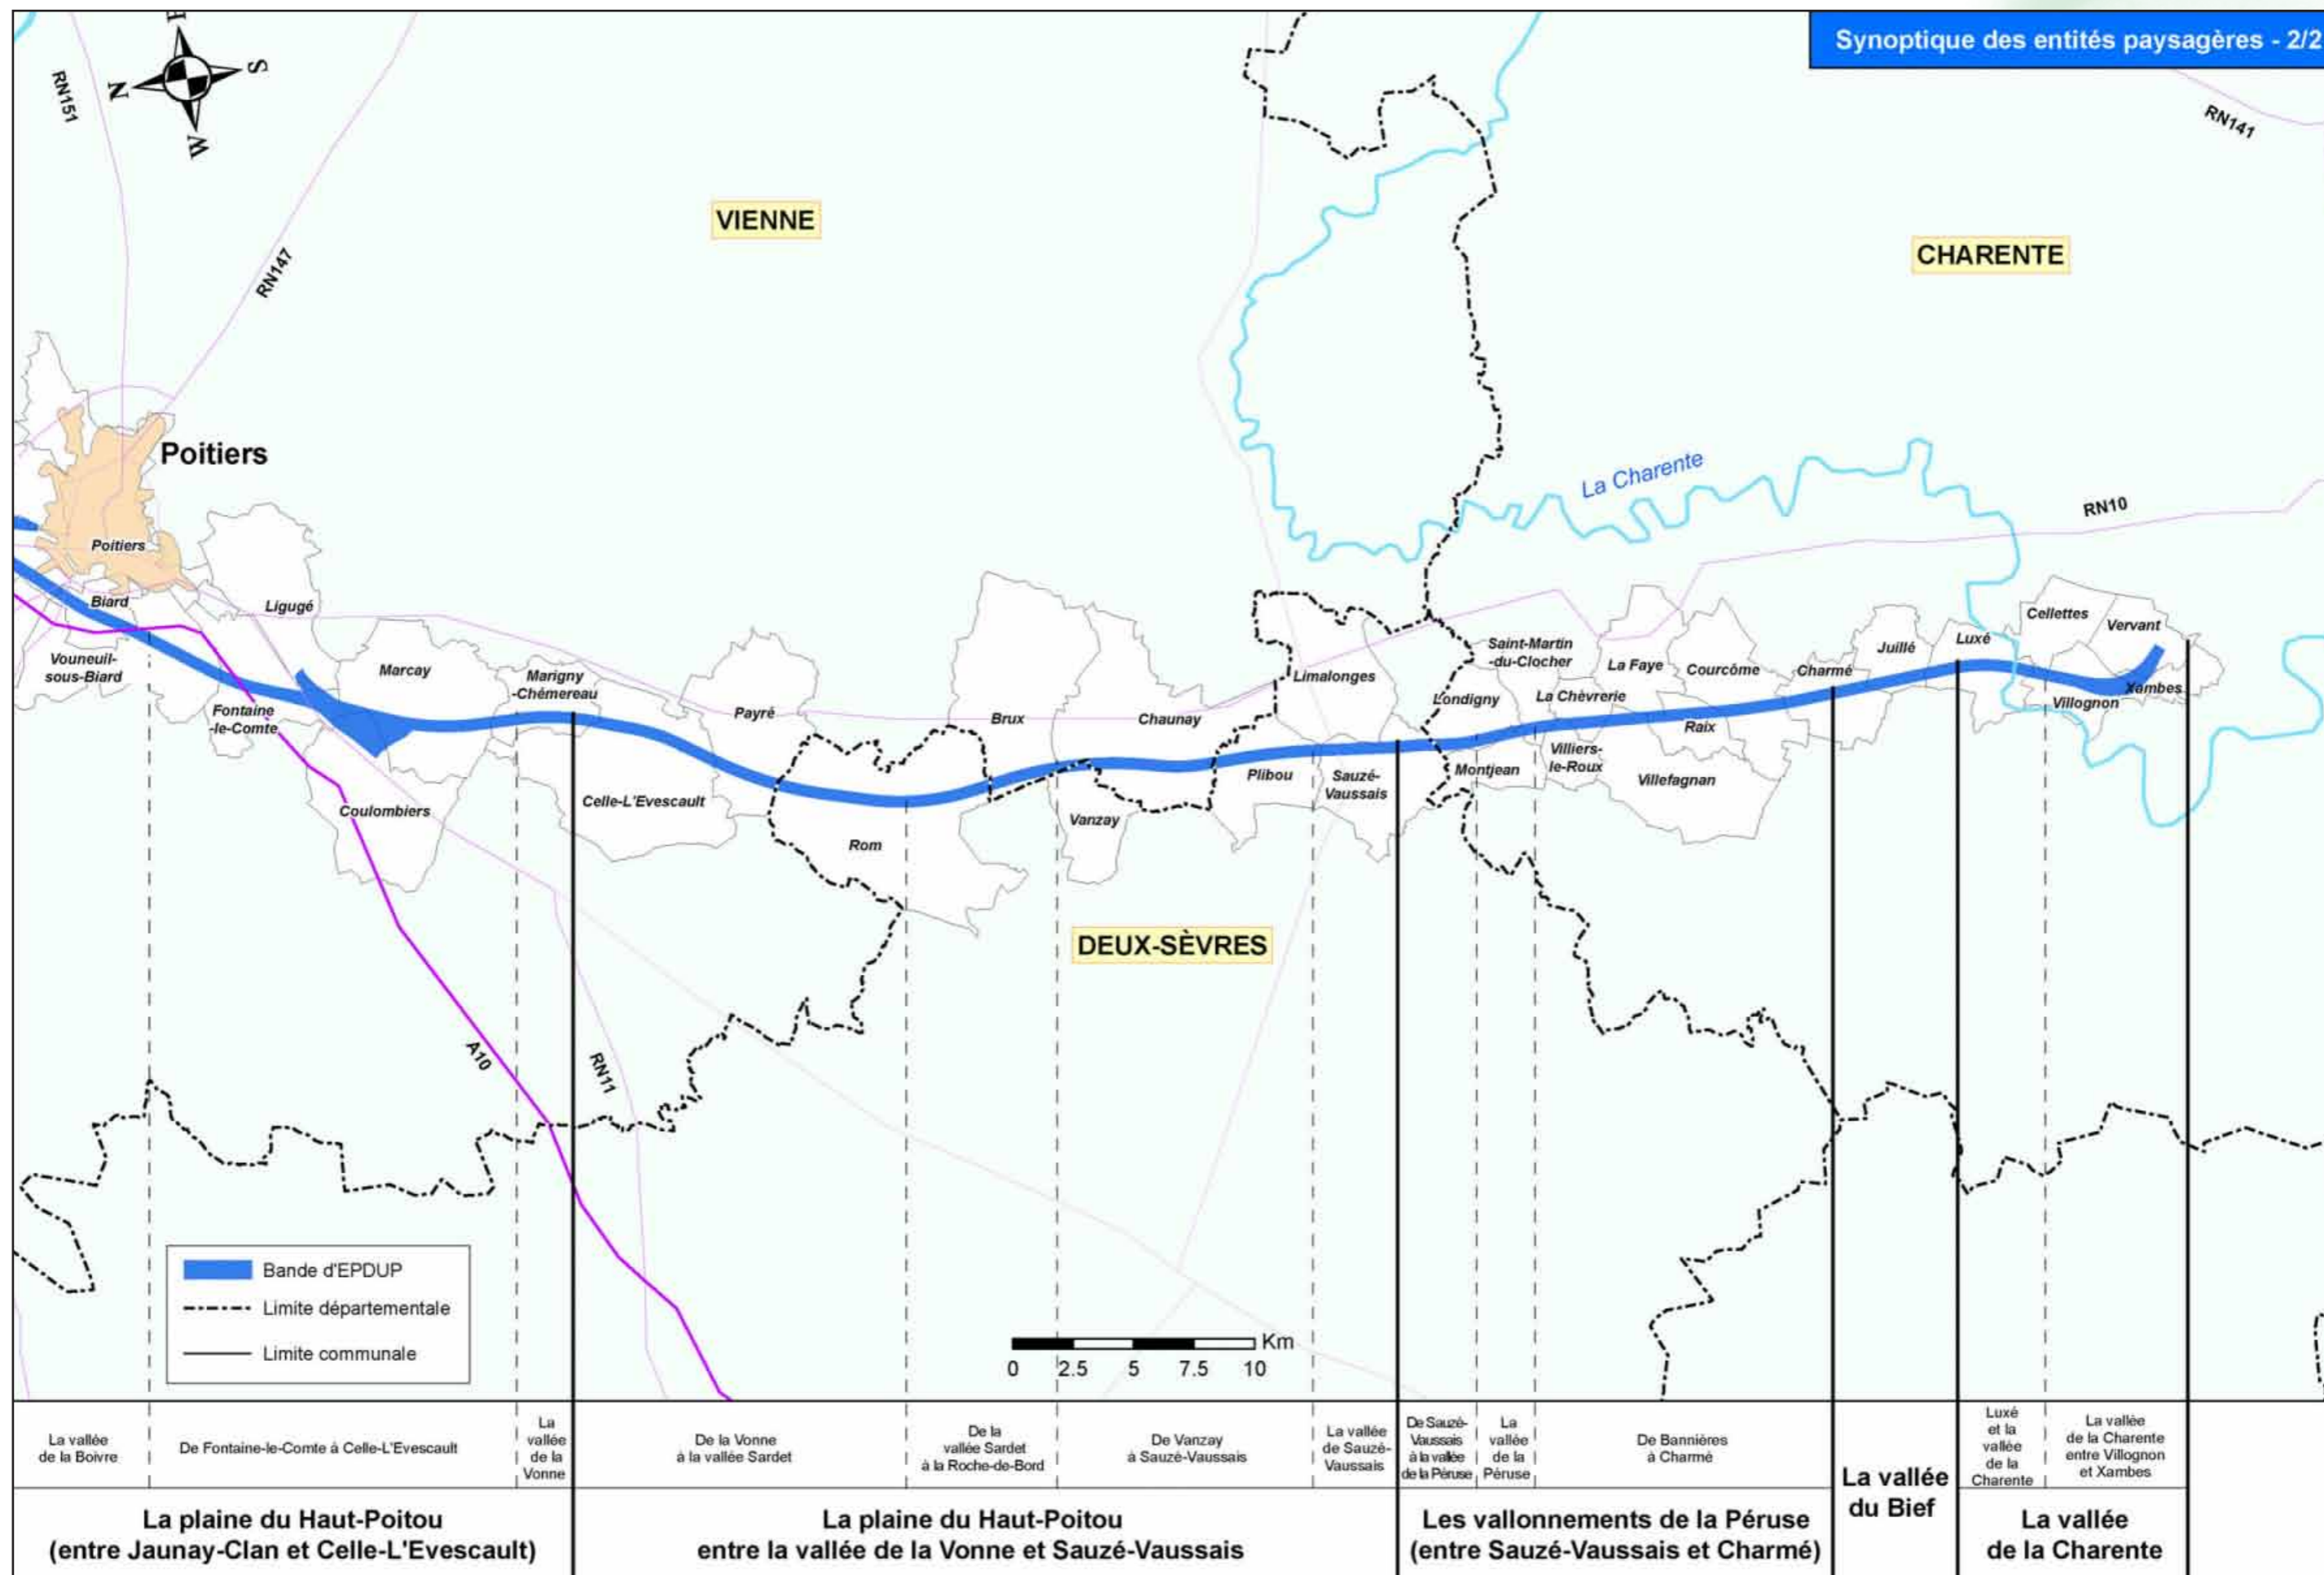 Synoptique des entités paysagères - 2/2
N
S
W
RN151
RN147
RN141
VIENNE
CHARENTE
Poitiers
Poitiers
La Charente
RN10
Biard
Ligugé
Vouneuil-
sous-Biard
Fontaine
-le-Comte
Marcay
Marigny
-Chémereau
Coulombiers
Celle-L'Evescault
Payré
Rom
Brux
Chaunay
Vanzay
Limalonges
Plibou
Sauzé-
Vaussais
Londigny
Montjean
Saint-Martin
-du-Clocher
La Chèvrerie
Villiers-
le-Roux
La Faye
Courcôme
Raix
Villefagnan
Charmé
Juillé
Luxé
Cellettes
Vervant
Villognon
Xambes
DEUX-SÈVRES
A10
RN11
Bande d'EPDUP
Limite départementale
Limite communale
Km
0 2.5 5 7.5 10
La vallée
de la Boivre
De Fontaine-le-Comte à Celle-L'Evescault
La
vallée
de la
Vonne
De la Vonne
à la vallée Sardet
De la
vallée Sardet
à la Roche-de-Bord
De Vanzay
à Sauzé-Vaussais
La vallée
de Sauzé-
Vaussais
De Sauzé-
Vaussais
à la vallée
de la Péruse
La
vallée
de la
Péruse
De Bannières
à Charmé
Luxé
et la
vallée
de la
Charente
La vallée
de la Charente
entre Villognon
et Xambes
La plaine du Haut-Poitou
(entre Jaunay-Clan et Celle-L'Evescault)
La plaine du Haut-Poitou
entre la vallée de la Vonne et Sauzé-Vaussais
Les vallonnements de la Péruse
(entre Sauzé-Vaussais et Charmé)
La vallée
du Bief
La vallée
de la Charente